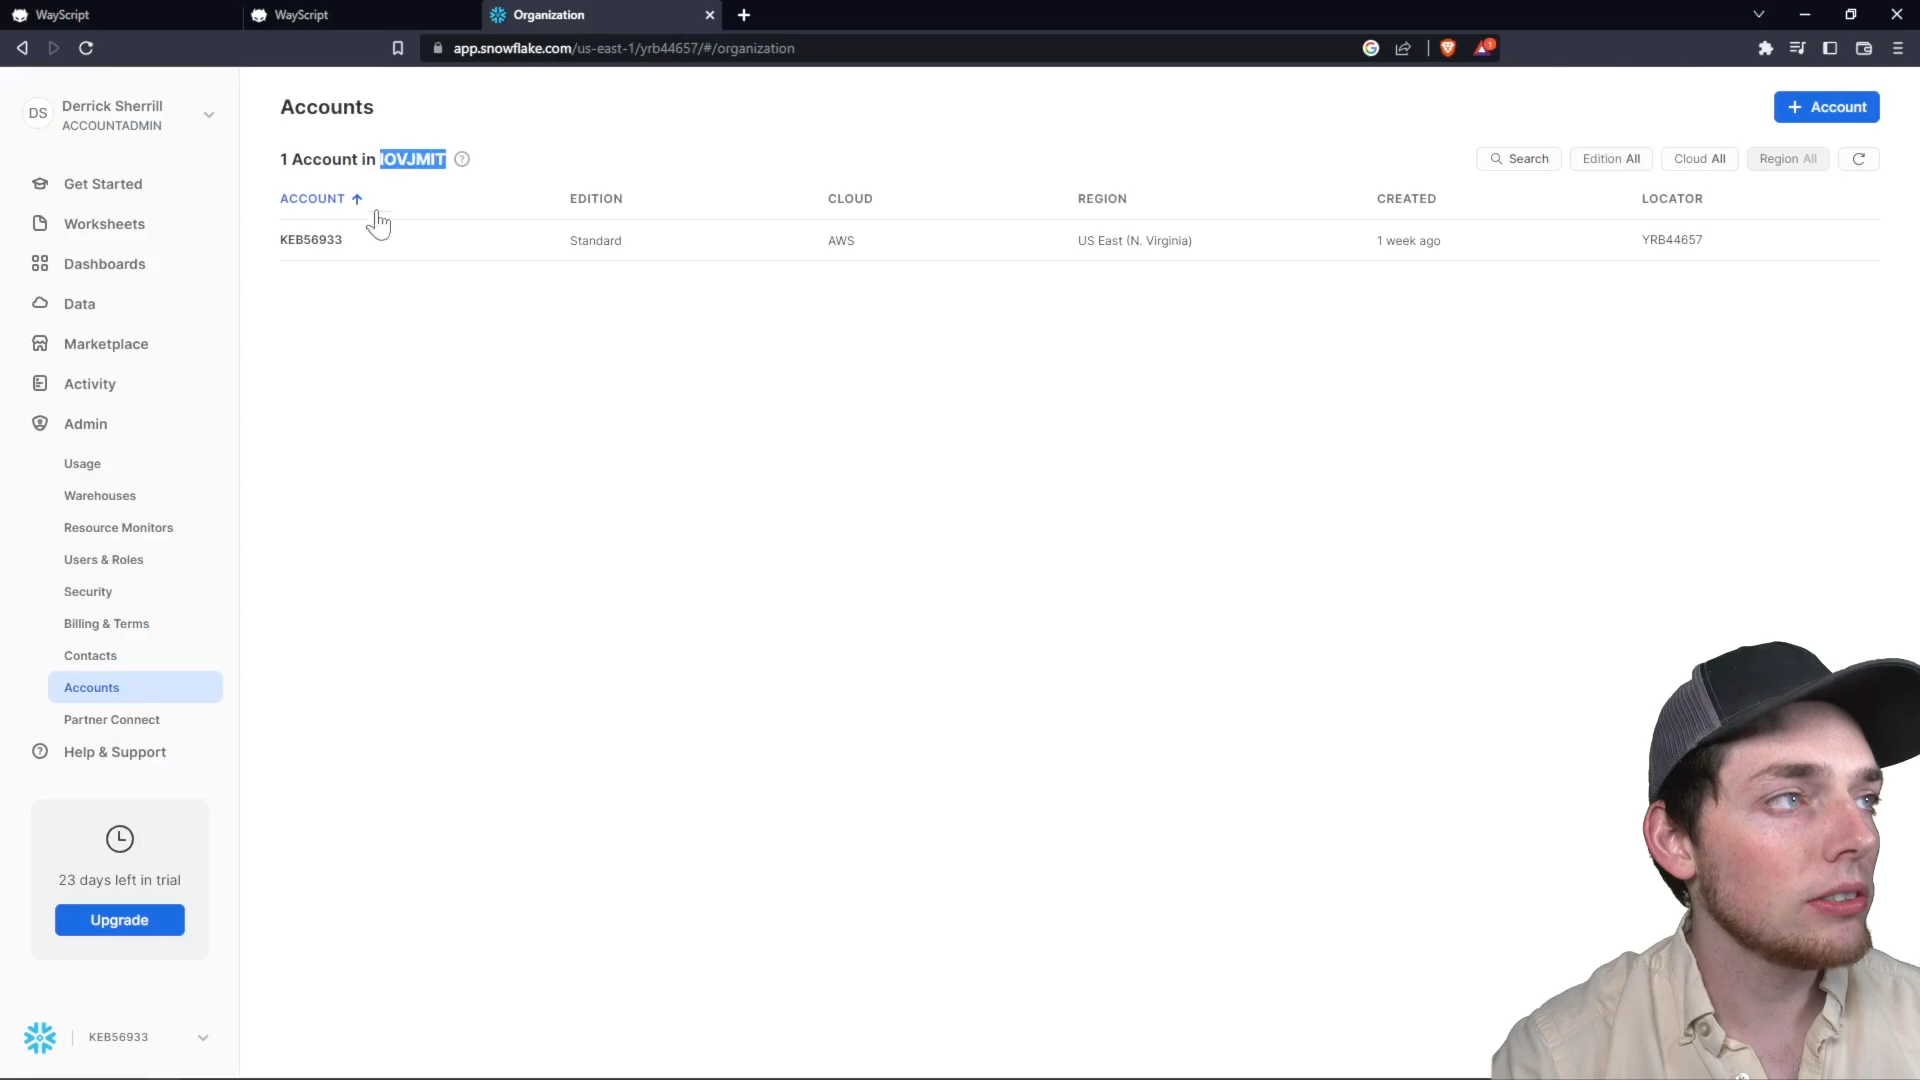 WayScript
WayScript
Organization
app.snowflake.com/us-east-1/yrb44657/#/organization
1
DS
Derrick Sherrill
ACCOUNTADMIN
Get Started
Worksheets
Dashboards
Data
Marketplace
Activity
Admin
Usage
Warehouses
Resource Monitors
Users & Roles
Security
Billing & Terms
Contacts
Accounts
Partner Connect
Help & Support
23 days left in trial
Upgrade
KEB56933
Accounts
+ Account
1 Account in IOVJMIT
Search
Edition All
Cloud All
Region All
ACCOUNT EDITION CLOUD REGION CREATED LOCATOR
KEB56933 Standard AWS US East (N. Virginia) 1 week ago YRB44657